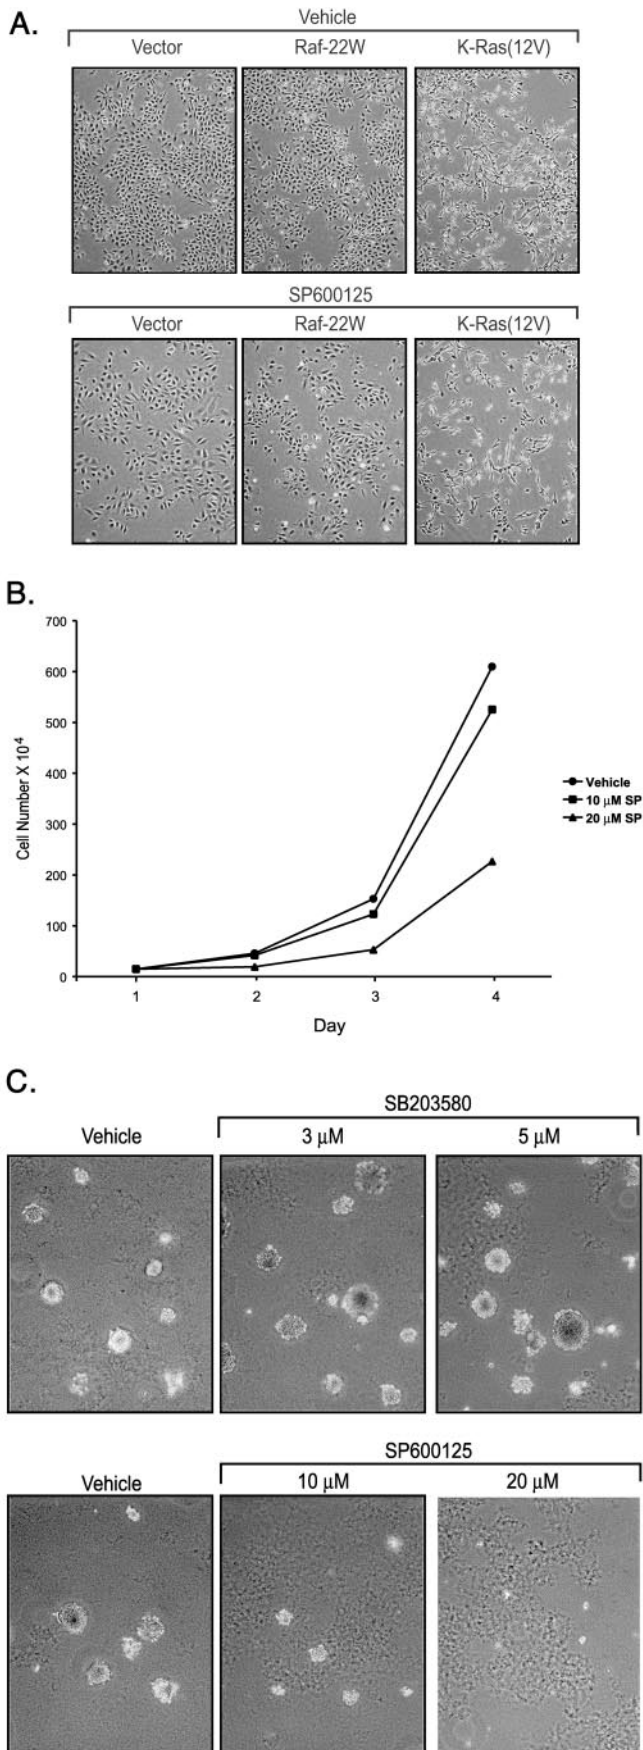 A.
Vehicle
Vector Raf-22W K-Ras(12V)
SP600125
Vector Raf-22W K-Ras(12V)
B.
700
600
500
400
300
200
100
0
Cell Number X 10⁴
1 2 3 4
Day
Vehicle
10 μM SP
20 μM SP
C.
SB203580
Vehicle 3 μM 5 μM
SP600125
Vehicle 10 μM 20 μM